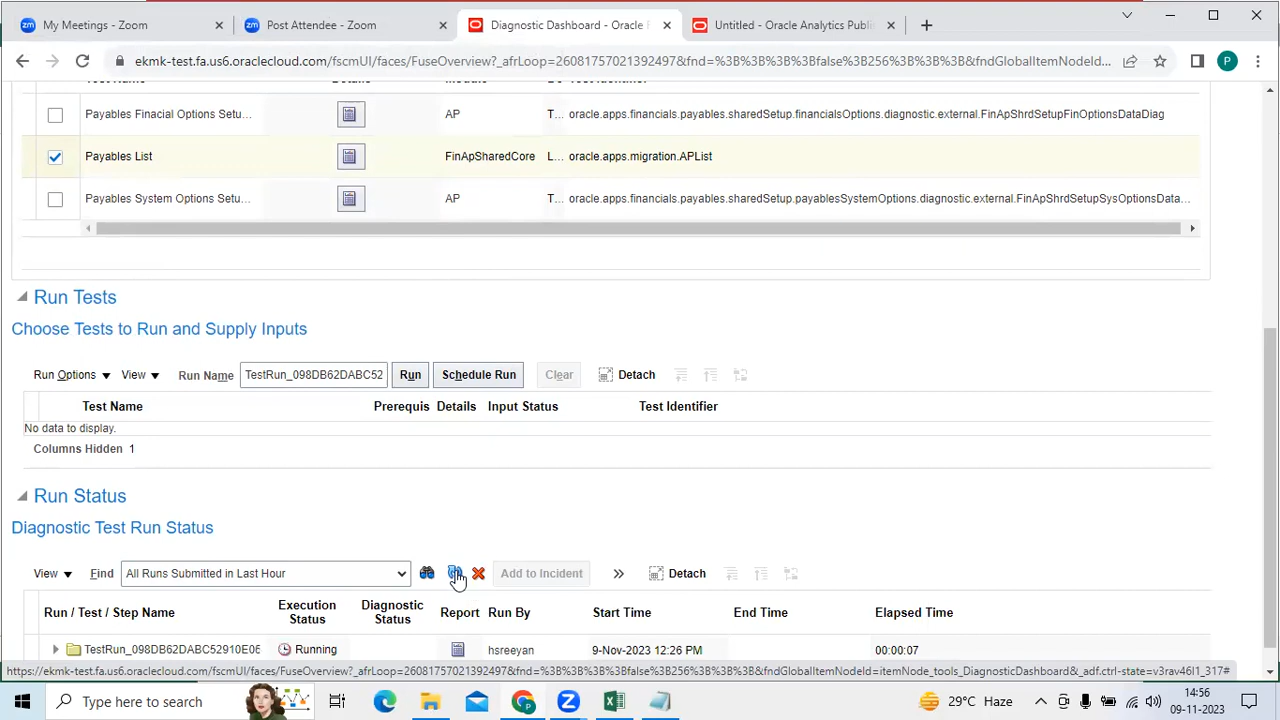 My Meetings - Zoom
Post Attendee - Zoom
Diagnostic Dashboard - Oracle
Untitled - Oracle Analytics Publi
ekmk-test.fa.us6.oraclecloud.com/fscmUI/faces/FuseOverview?_afrLoop=26081757021392497&fnd=%3B%3B%3B%3Bfalse%3B256%3B%3B%3B&fndGlobalItemNodeId...
P
Payables Finacial Options Setu... AP T... oracle.apps.financials.payables.sharedSetup.financialsOptions.diagnostic.external.FinApShrdSetupFinOptionsDataDiag
Payables List FinApSharedCore L... oracle.apps.migration.APList
Payables System Options Setu... AP T... oracle.apps.financials.payables.sharedSetup.payablesSystemOptions.diagnostic.external.FinApShrdSetupSysOptionsData...
Run Tests
Choose Tests to Run and Supply Inputs
Run Options View Run Name TestRun_098DB62DABC52 Run Schedule Run Clear Detach
Test Name Prerequis Details Input Status Test Identifier
No data to display.
Columns Hidden 1
Run Status
Diagnostic Test Run Status
View Find All Runs Submitted in Last Hour Add to Incident » Detach
Run / Test / Step Name Execution Status Diagnostic Status Report Run By Start Time End Time Elapsed Time
TestRun_098DB62DABC52910E06 Running hsreeyan 9-Nov-2023 12:26 PM 00:00:07
https://ekmk-test.fa.us6.oraclecloud.com/fscmUI/faces/FuseOverview?_afrLoop=26081757021392497&fnd=%3B%3B%3B%3Bfalse%3B256%3B%3B%3B&fndGlobalItemNodeId=itemNode_tools_DiagnosticDashboard&_adf.ctrl-state=v3rav46l1_317#
Type here to search
29°C Haze
14:56
09-11-2023